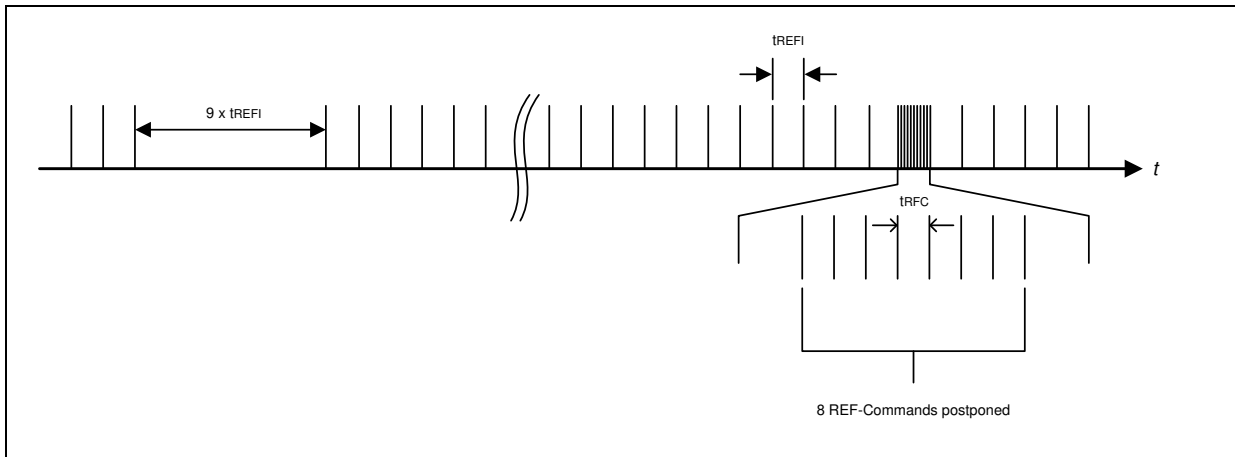 tREFI
9 x tREFI
t
tRFC
8 REF-Commands postponed